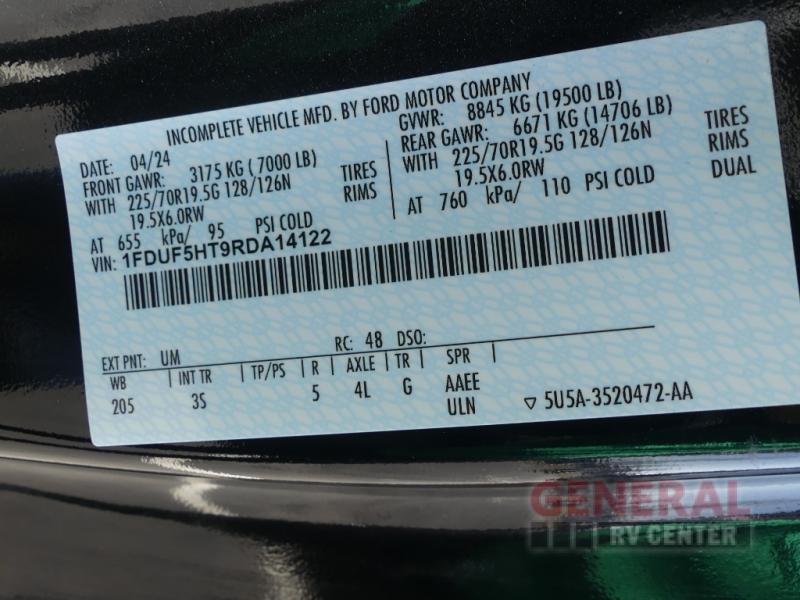 INCOMPLETE VEHICLE MFD. BY FORD MOTOR COMPANY
DATE: 04/24
FRONT GAWR: 3175 KG ( 7000 LB)
WITH 225/70R19.5G 128/126N TIRES
19.5X6.0RW RIMS
AT 655 kPa/ 95 PSI COLD
GVWR: 8845 KG (19500 LB)
REAR GAWR: 6671 KG (14706 LB)
WITH 225/70R19.5G 128/126N TIRES
19.5X6.0RW RIMS
AT 760 kPa/ 110 PSI COLD DUAL
VIN: 1FDUF5HT9RDA14122
EXT PNT: UM RC: 48 DSO:
WB INT TR TP/PS R AXLE TR SPR
205 3S 5 4L G AAEE
ULN ▽ 5U5A-3520472-AA
GENERAL
RV CENTER